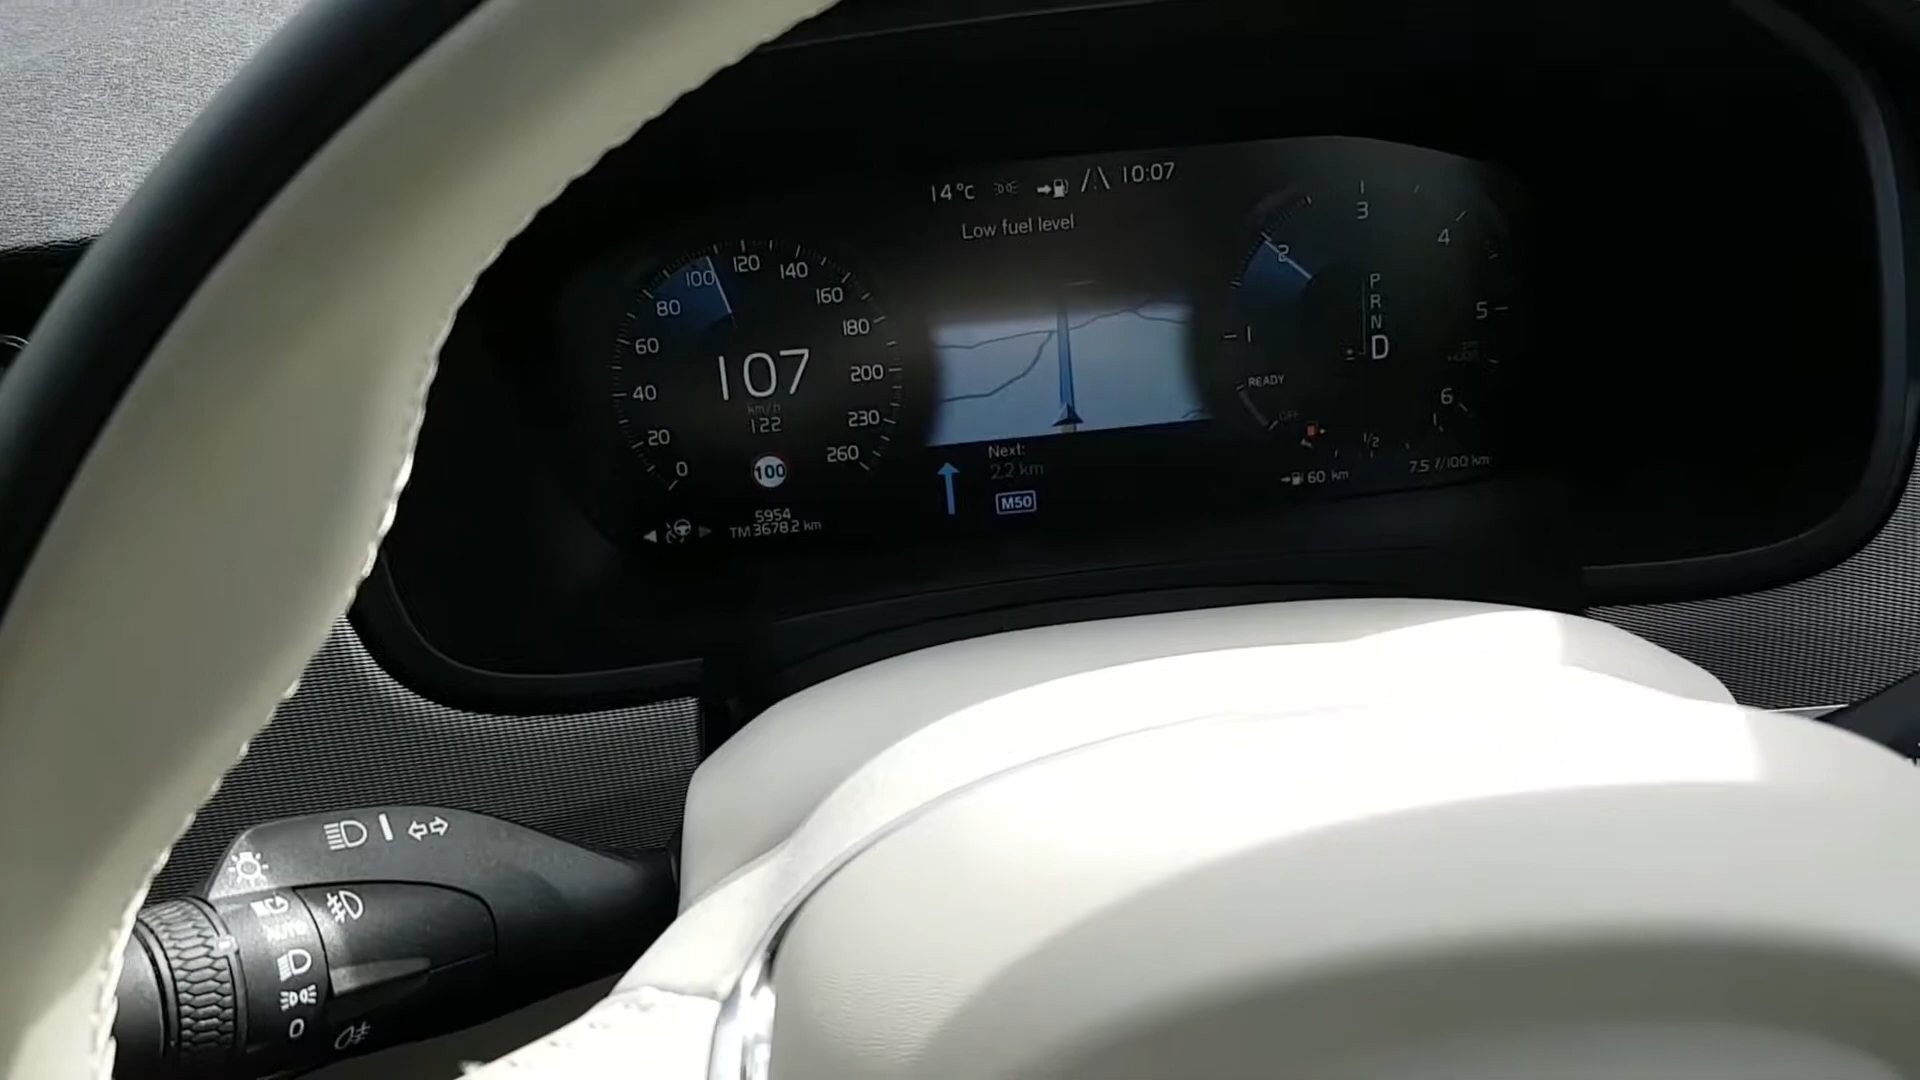 14°C 10:07
Low fuel level
0
20
40
60
80
100
120
140
160
180
200
230
260
107
km/h
122
100
5954
TM 3678.2 km
Next:
2.2 km
M50
1
2
3
4
5
6
P
R
N
D
±
READY
OFF
1/2
60 km
7.5 l/100 km
AUTO
0